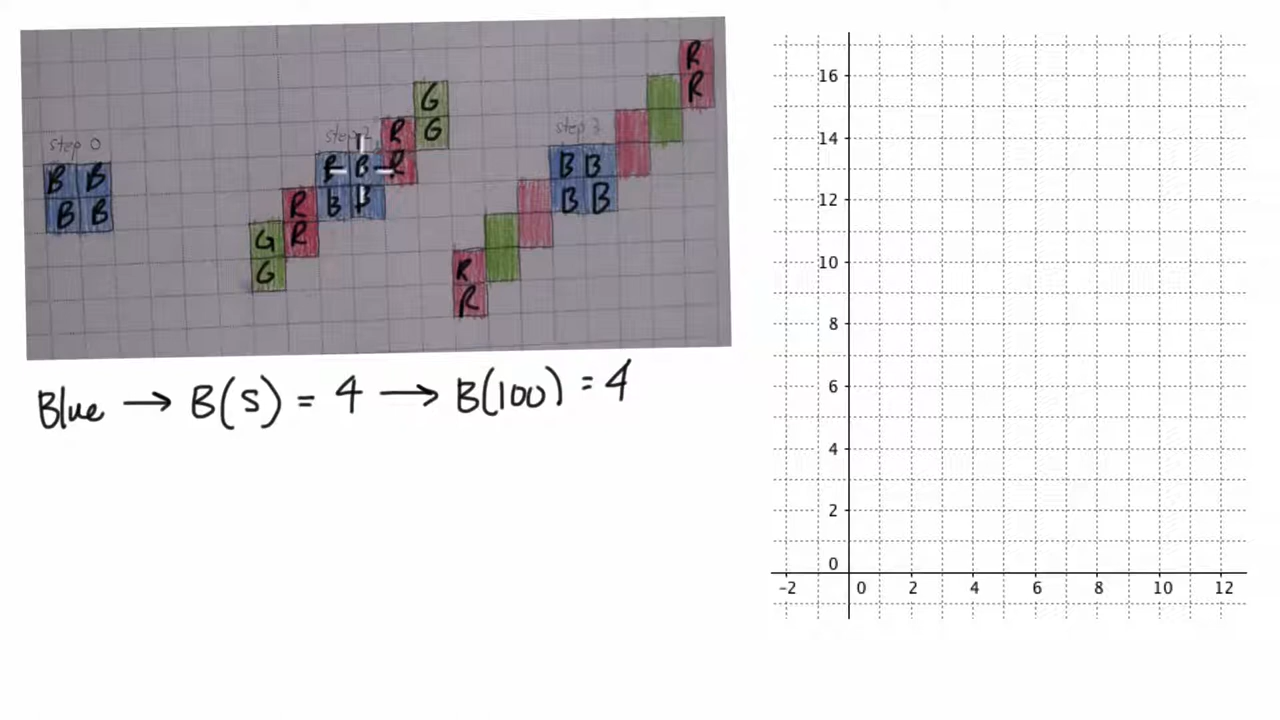 R
R
G
step 0 step 2 R G step 3
B B R B R B B
B B R B B B B
G R R
G R
Blue → B(s) = 4 → B(100) = 4
16
14
12
10
8
6
4
2
0
-2 0 2 4 6 8 10 12